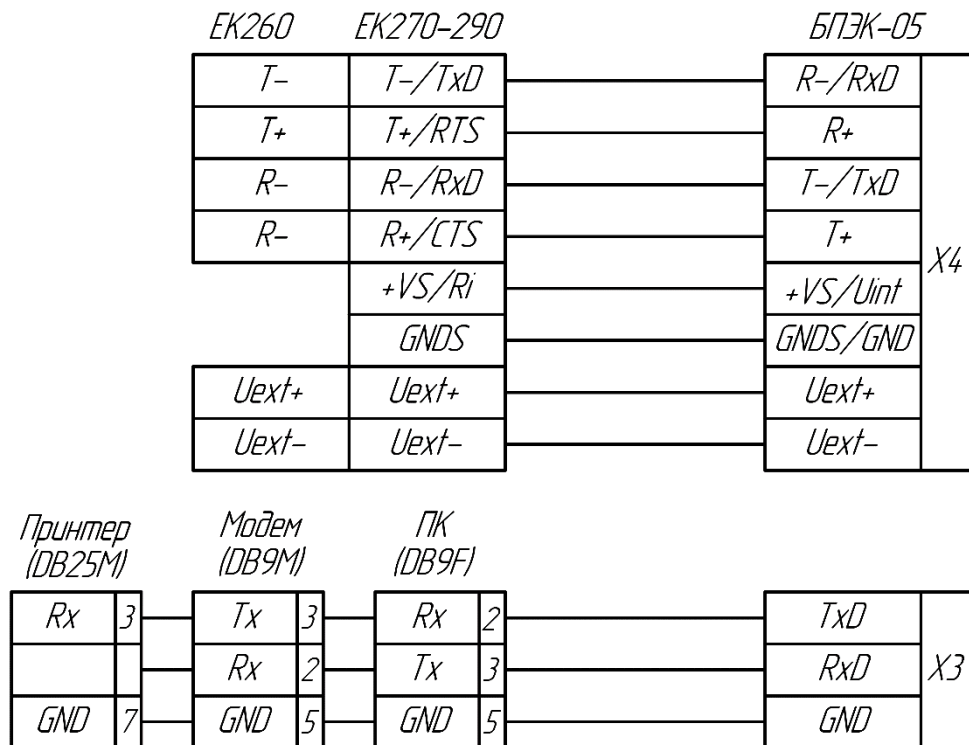 ЕК260 ЕК270-290 БПЭК-05
T- T-/TxD R-/RxD
T+ T+/RTS R+
R- R-/RxD T-/TxD
R- R+/CTS T+
X4
+VS/Ri +VS/Uint
GNDS GNDS/GND
Uext+ Uext+ Uext+
Uext- Uext- Uext-
Принтер Модем ПК
(DB25M) (DB9M) (DB9F)
Rx 3 Tx 3 Rx 2 TxD
Rx 2 Tx 3 RxD X3
GND 7 GND 5 GND 5 GND